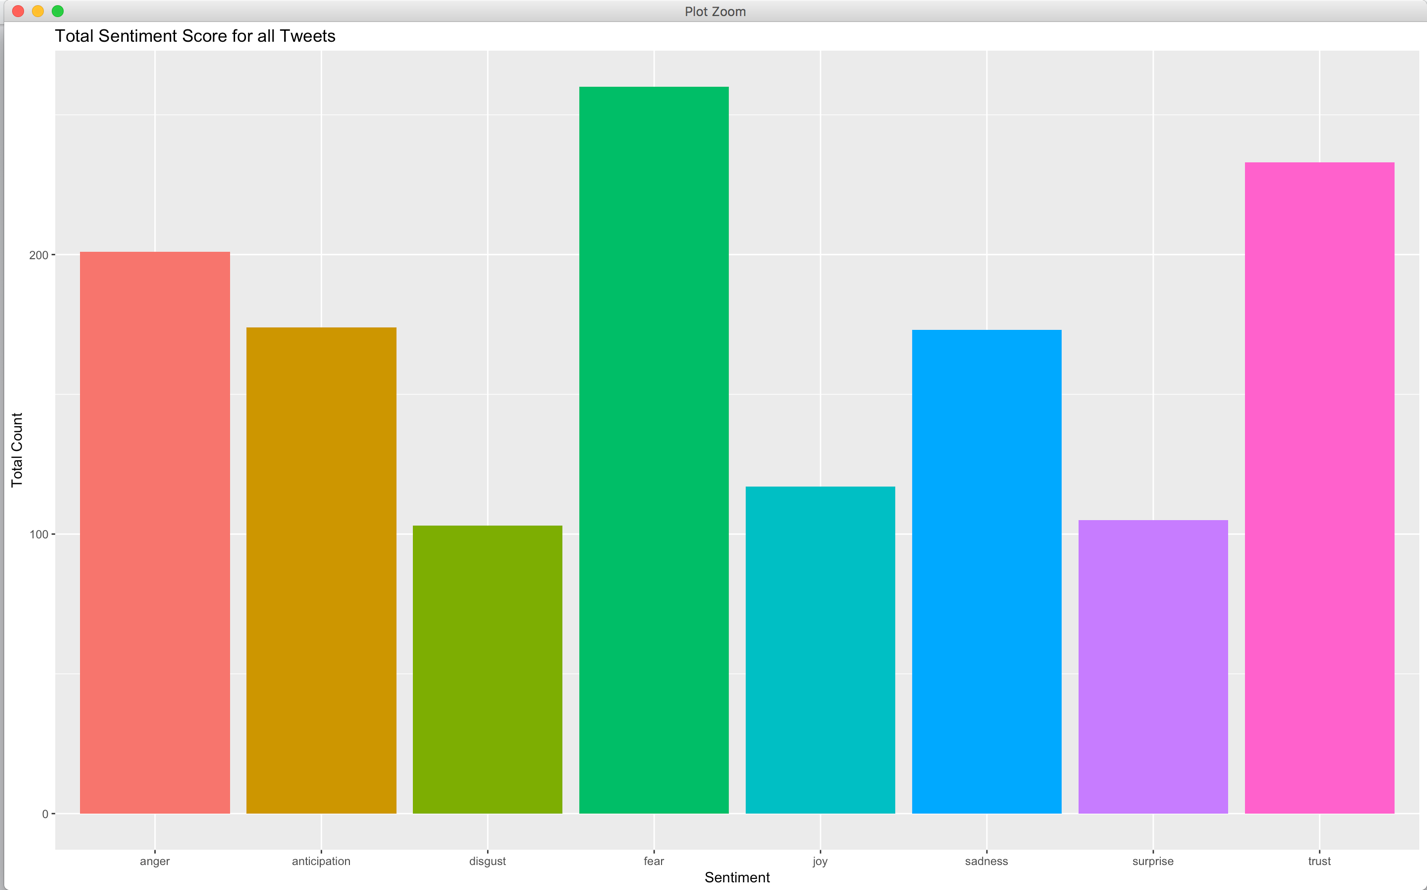 Plot Zoom
Total Sentiment Score for all Tweets
Total Count
200
100
0
anger anticipation disgust fear joy sadness surprise trust
Sentiment